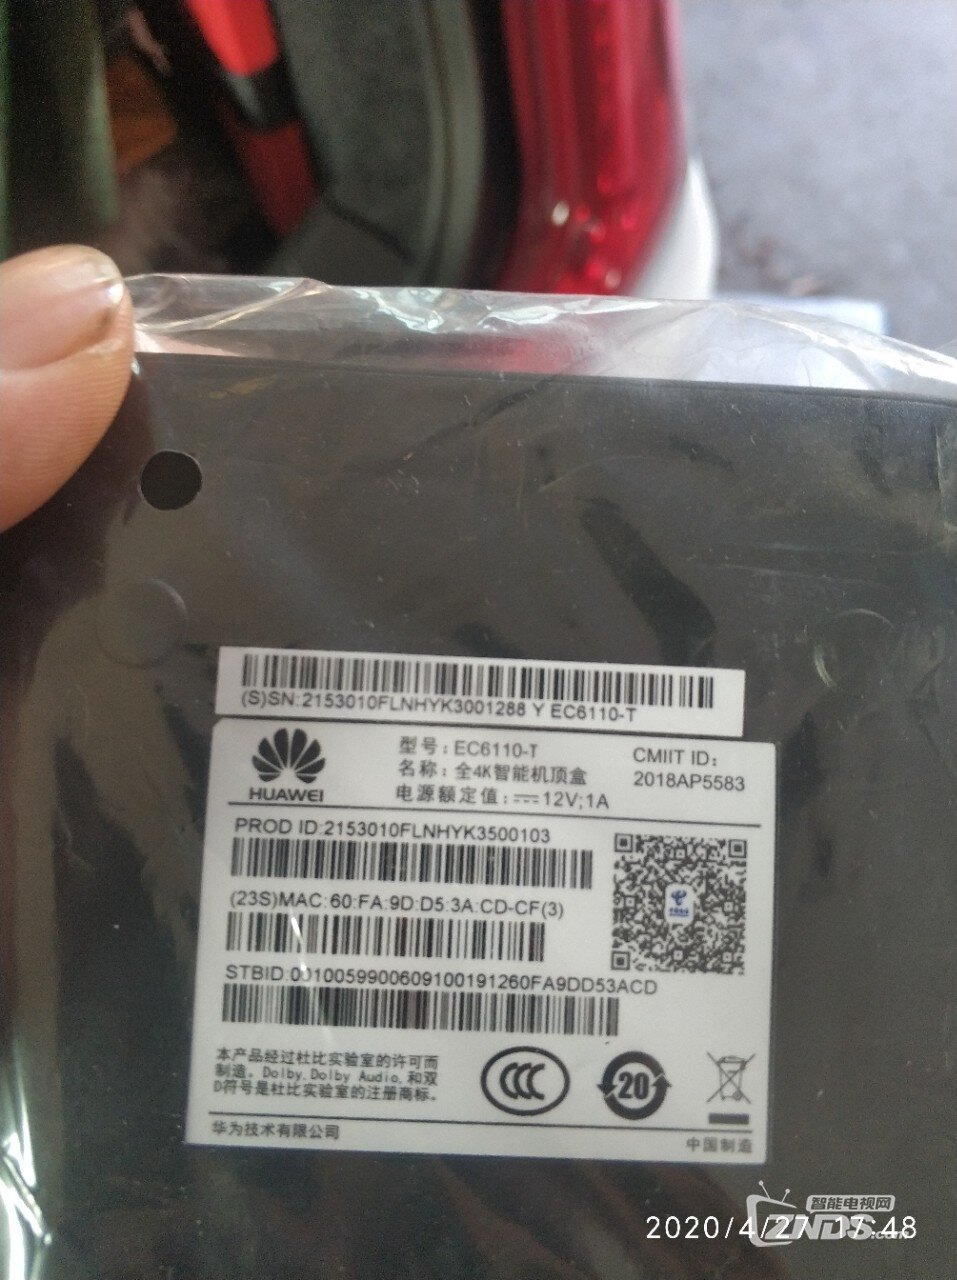 (S)SN:2153010FLNHYK3001288 Y EC6110-T
HUAWEI
型号:EC6110-T
名称:全4K智能机顶盒
电源额定值:⎓12V;1A
CMIIT ID:
2018AP5583
PROD ID:2153010FLNHYK3500103
(23S)MAC:60:FA:9D:D5:3A:CD-CF(3)
STBID:0010059900609100191260FA9DD53ACD
本产品经过杜比实验室的许可而
制造。Dolby,Dolby Audio,和双
D符号是杜比实验室的注册商标。
CCC
20
华为技术有限公司
中国制造
智能电视网
ZNDS.com
2020/4/27 17:48